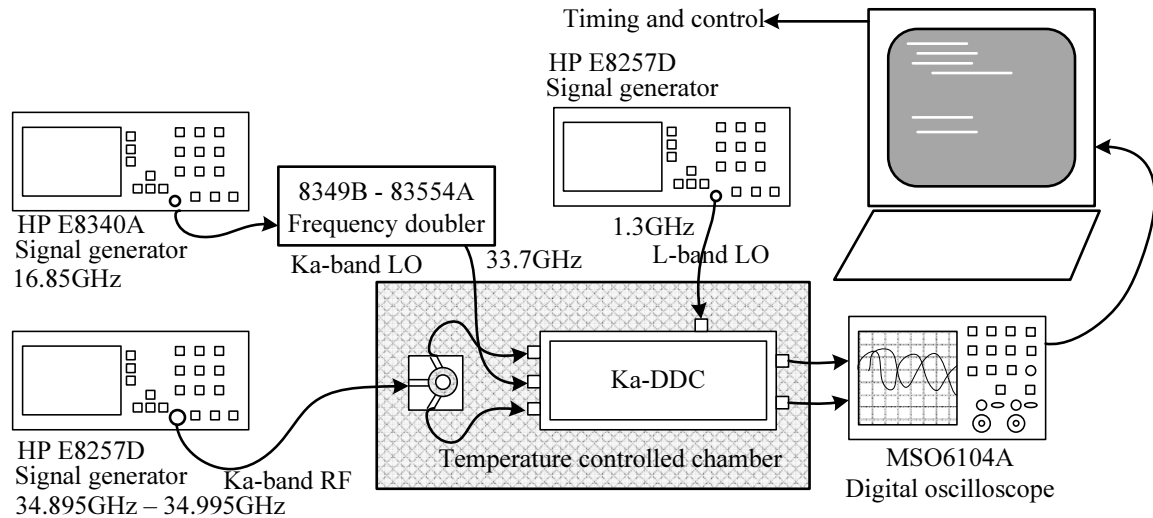 Timing and control
HP E8257D
Signal generator
8349B - 83554A
Frequency doubler
HP E8340A
Signal generator
16.85GHz
Ka-band LO
33.7GHz
1.3GHz
L-band LO
Ka-DDC
HP E8257D
Signal generator
34.895GHz – 34.995GHz
Ka-band RF
Temperature controlled chamber
MSO6104A
Digital oscilloscope